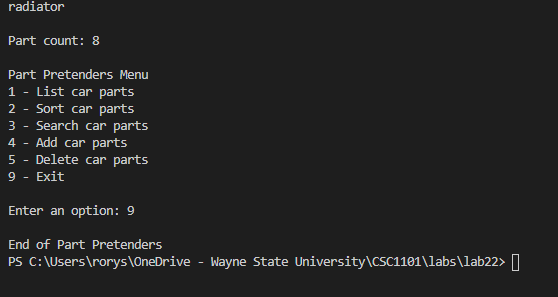 radiator
Part count: 8
Part Pretenders Menu
1 - List car parts
2 - Sort car parts
3 - Search car parts
4 - Add car parts
5 - Delete car parts
9 - Exit
Enter an option: 9
End of Part Pretenders
PS C:\Users\rorys\OneDrive - Wayne State University\CSC1101\labs\lab22>